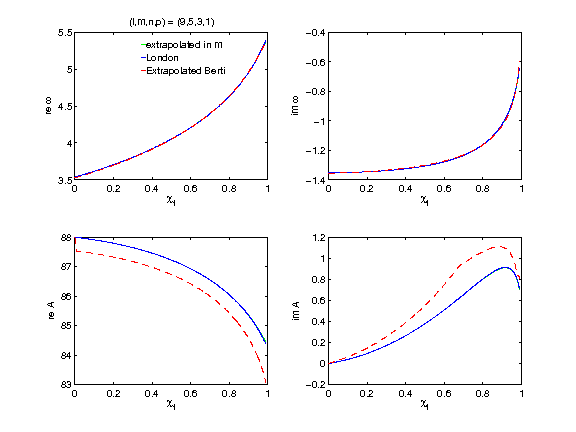 (l,m,n,p) = (9,5,3,1)
5.5
5
4.5
4
3.5
re ω
extrapolated in m
London
Extrapolated Berti
0 0.2 0.4 0.6 0.8 1
χf
−0.4
−0.6
−0.8
−1
−1.2
−1.4
im ω
0 0.2 0.4 0.6 0.8 1
χf
88
87
86
85
84
83
re A
0 0.2 0.4 0.6 0.8 1
χf
1.2
1
0.8
0.6
0.4
0.2
0
−0.2
im A
0 0.2 0.4 0.6 0.8 1
χf